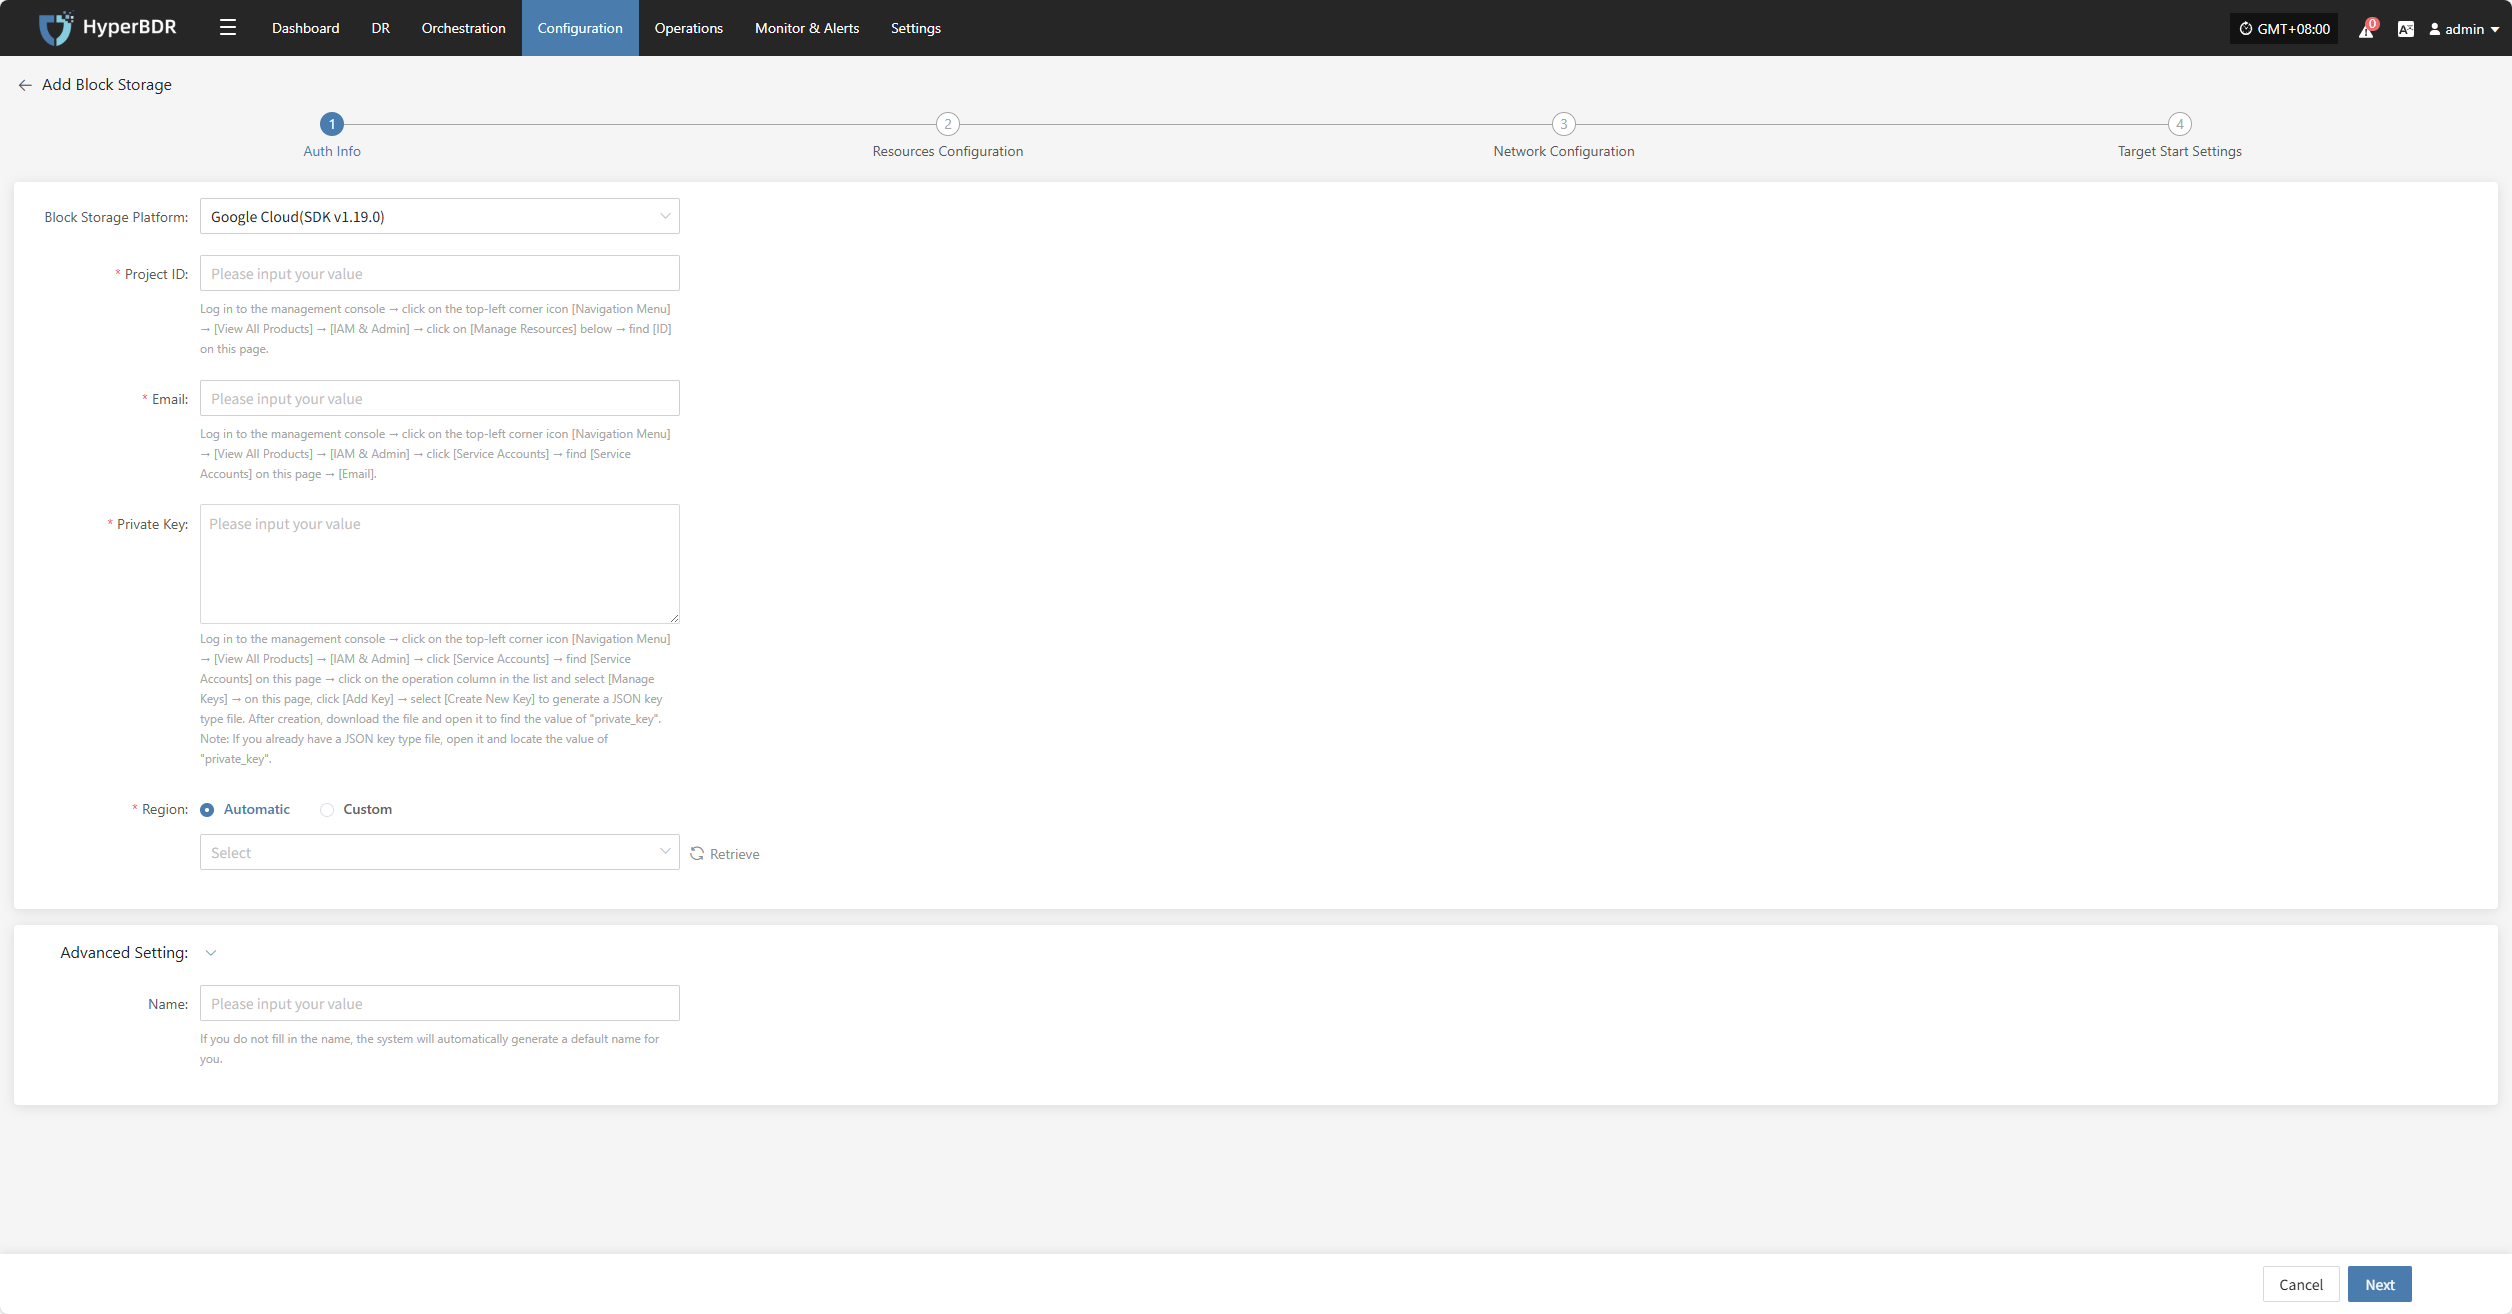 HyperBDR
Dashboard DR Orchestration Configuration Operations Monitor & Alerts Settings
GMT+08:00 0 admin
Add Block Storage
1 2 3 4
Auth Info Resources Configuration Network Configuration Target Start Settings
Block Storage Platform: Google Cloud(SDK v1.19.0)
* Project ID: Please input your value
Log in to the management console → click on the top-left corner icon [Navigation Menu]
→ [View All Products] → [IAM & Admin] → click on [Manage Resources] below → find [ID]
on this page.
* Email: Please input your value
Log in to the management console → click on the top-left corner icon [Navigation Menu]
→ [View All Products] → [IAM & Admin] → click [Service Accounts] → find [Service
Accounts] on this page → [Email].
* Private Key: Please input your value
Log in to the management console → click on the top-left corner icon [Navigation Menu]
→ [View All Products] → [IAM & Admin] → click [Service Accounts] → find [Service
Accounts] on this page → click on the operation column in the list and select [Manage
Keys] → on this page, click [Add Key] → select [Create New Key] to generate a JSON key
type file. After creation, download the file and open it to find the value of "private_key".
Note: If you already have a JSON key type file, open it and locate the value of
"private_key".
* Region: Automatic Custom
Select Retrieve
Advanced Setting:
Name: Please input your value
If you do not fill in the name, the system will automatically generate a default name for
you.
Cancel Next